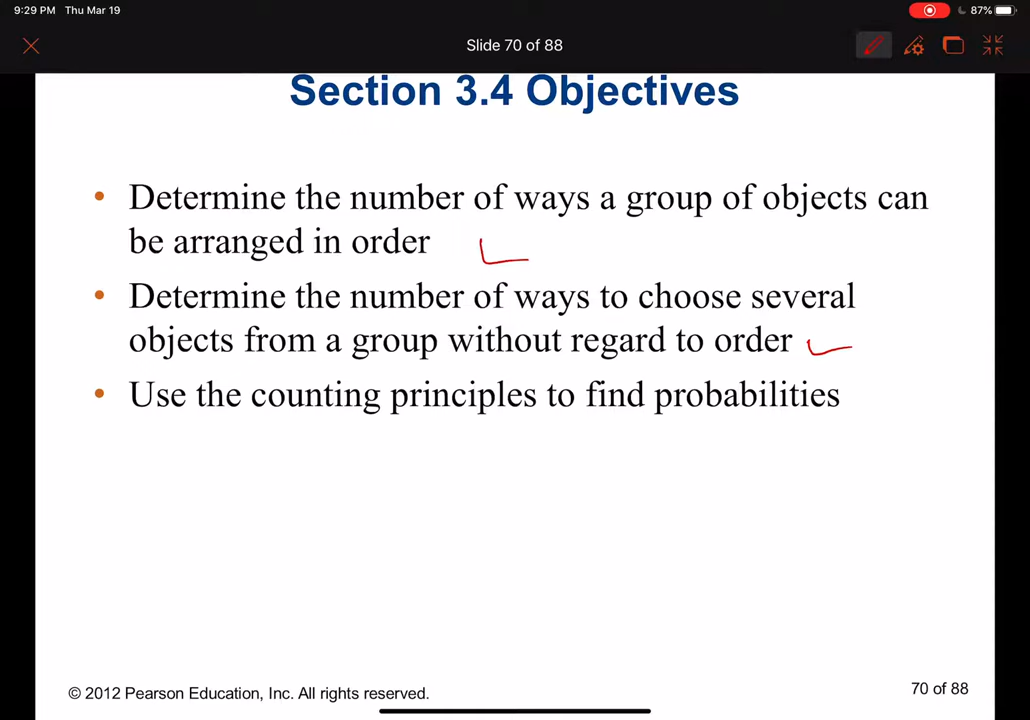 9:29 PM Thu Mar 19
87%
Slide 70 of 88
Section 3.4 Objectives
• Determine the number of ways a group of objects can
be arranged in order
• Determine the number of ways to choose several
objects from a group without regard to order
• Use the counting principles to find probabilities
© 2012 Pearson Education, Inc. All rights reserved.
70 of 88